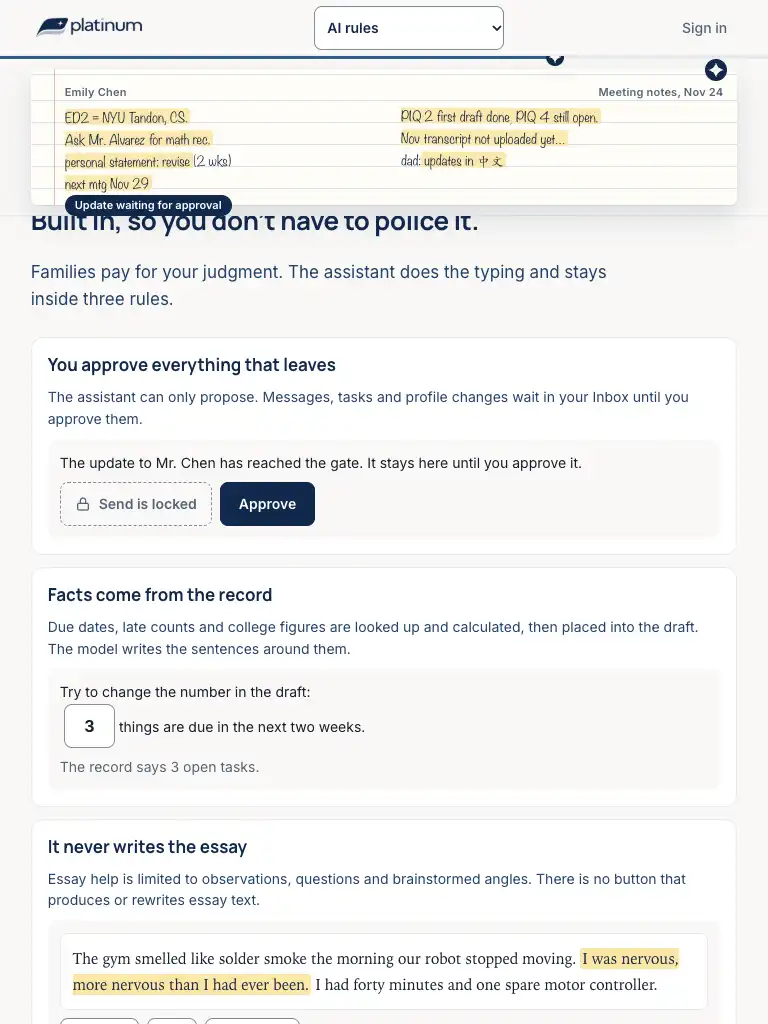 platinum
AI rules
Sign in
Emily Chen
Meeting notes, Nov 24
ED2 = NYU Tandon, CS.
Ask Mr. Alvarez for math rec.
personal statement: revise (2 wks)
next mtg Nov 29
PIQ 2 first draft done, PIQ 4 still open.
Nov transcript not uploaded yet...
dad: updates in 中文
Update waiting for approval
Built in, so you don't have to police it.
Families pay for your judgment. The assistant does the typing and stays
inside three rules.
You approve everything that leaves
The assistant can only propose. Messages, tasks and profile changes wait in your Inbox until you
approve them.
The update to Mr. Chen has reached the gate. It stays here until you approve it.
Send is locked
Approve
Facts come from the record
Due dates, late counts and college figures are looked up and calculated, then placed into the draft.
The model writes the sentences around them.
Try to change the number in the draft:
3 things are due in the next two weeks.
The record says 3 open tasks.
It never writes the essay
Essay help is limited to observations, questions and brainstormed angles. There is no button that
produces or rewrites essay text.
The gym smelled like solder smoke the morning our robot stopped moving. I was nervous,
more nervous than I had ever been. I had forty minutes and one spare motor controller.